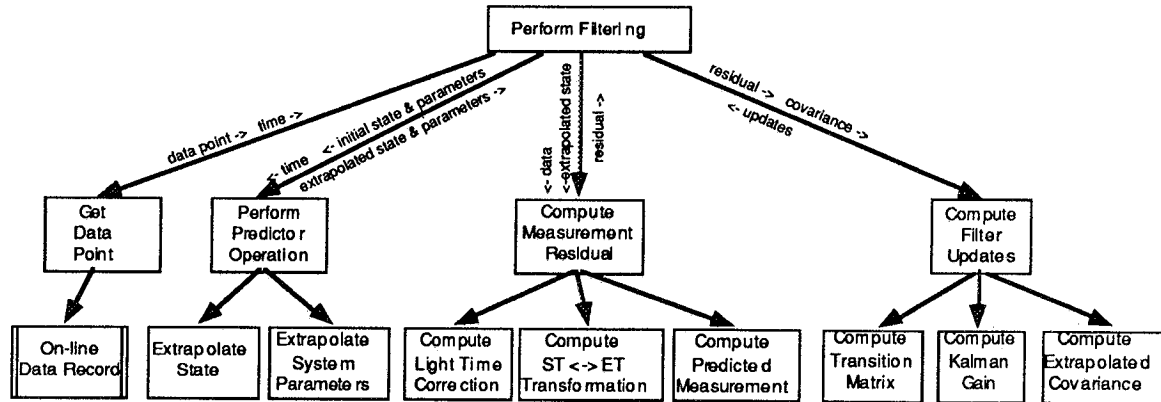 Perform Filtering
data point -> time ->
<- time <- initial state & parameters
extrapolated state & parameters ->
<- data
<-extrapolated state
residual ->
residual -> covariance ->
<- updates
Get
Data
Point
Perform
Predictor
Operation
Compute
Measurement
Residual
Compute
Filter
Updates
On-line
Data Record
Extrapolate
State
Extrapolate
System
Parameters
Compute
Light Time
Correction
Compute
ST <-> ET
Transformation
Compute
Predicted
Measurement
Compute
Transition
Matrix
Compute
Kalman
Gain
Compute
Extrapolated
Covariance